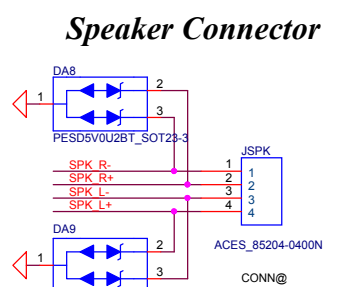 Speaker Connector
DA8
1
2
3
PESD5V0U2BT_SOT23-3
JSPK
SPK_R- 1 1
SPK_R+ 2 2
SPK_L- 3 3
SPK_L+ 4 4
DA9
ACES_85204-0400N
1
2
3
CONN@